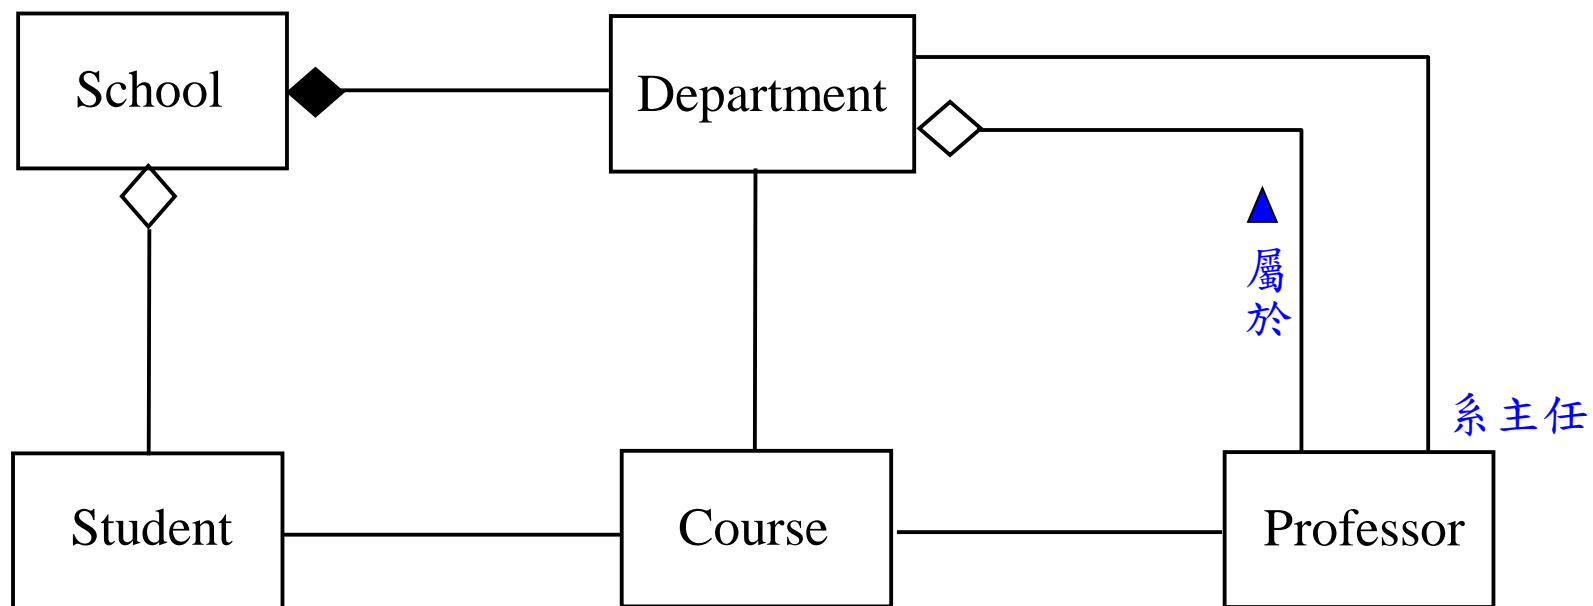 School
Department
屬
於
系主任
Student
Course
Professor